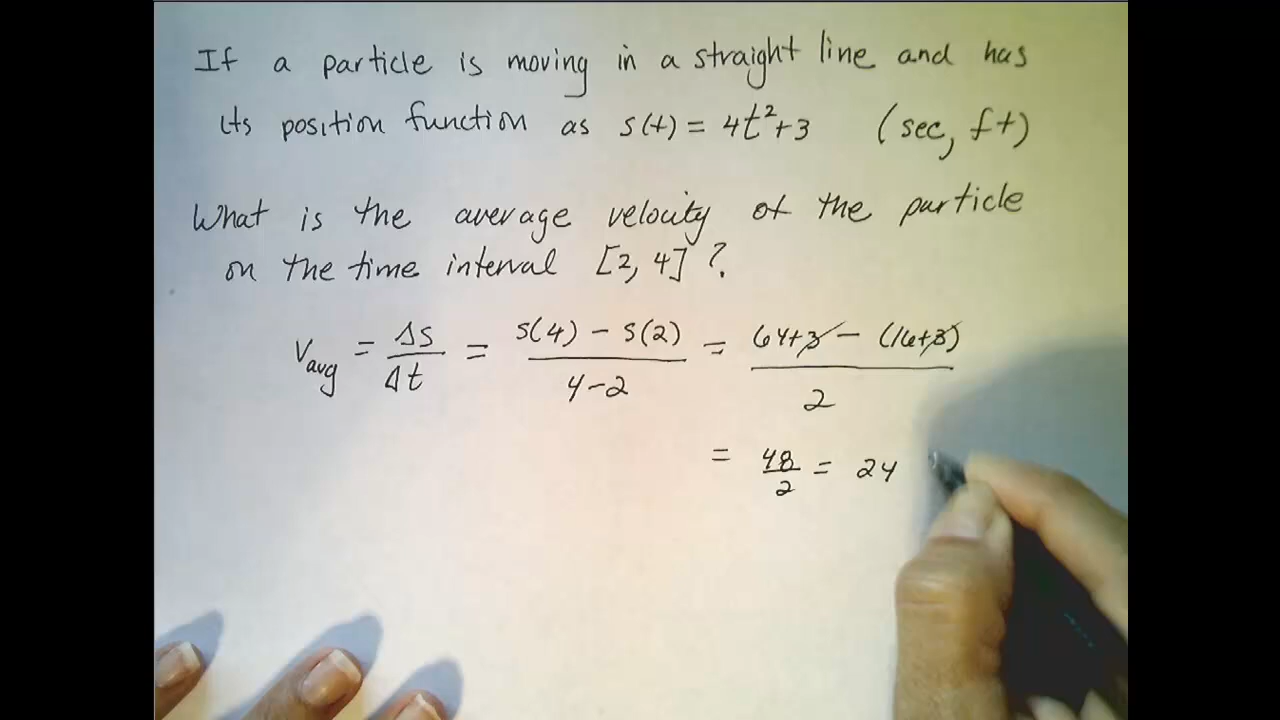 If a particle is moving in a straight line and has
its position function as s(t) = 4t²+3 (sec, ft)
What is the average velocity of the particle
on the time interval [2, 4] ?
Vavg = Δs/Δt = s(4) - s(2)/4-2 = 64+3 - (16+3)/2
= 48/2 = 24